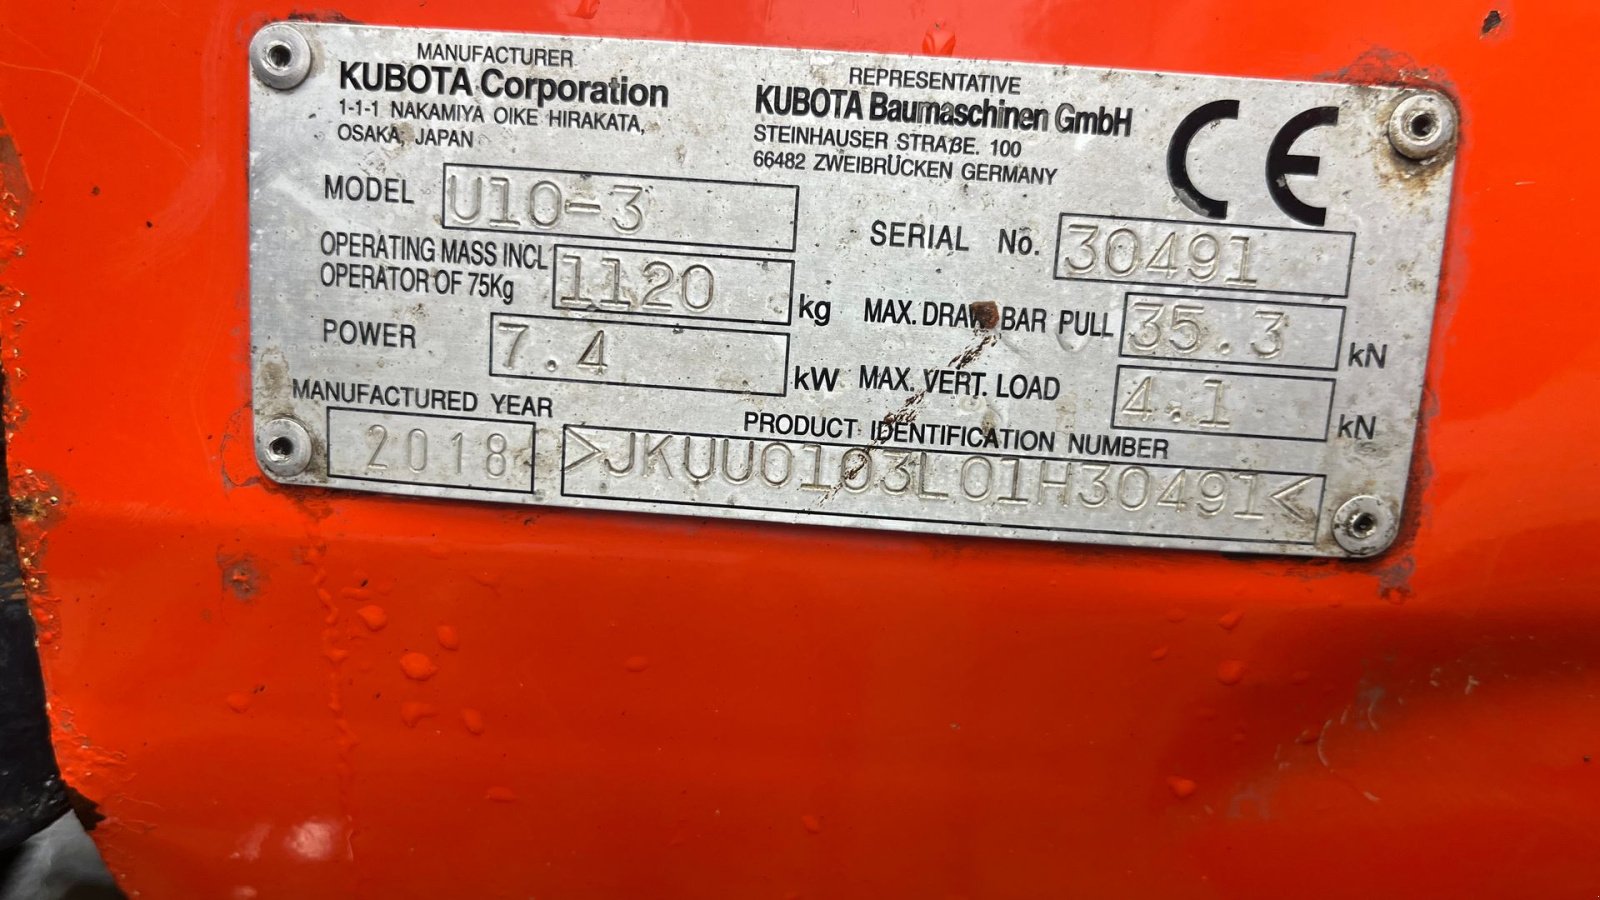 MANUFACTURER
KUBOTA Corporation
1-1-1 NAKAMIYA OIKE HIRAKATA,
OSAKA, JAPAN
REPRESENTATIVE
KUBOTA Baumaschinen GmbH
STEINHAUSER STRAßE. 100
66482 ZWEIBRÜCKEN GERMANY
CE
MODEL U10-3
SERIAL No. 30491
OPERATING MASS INCL
OPERATOR OF 75Kg 1120 kg
MAX. DRAW BAR PULL 35.3 kN
POWER 7.4 kW
MAX. VERT. LOAD 4.1 kN
MANUFACTURED YEAR
2018
PRODUCT IDENTIFICATION NUMBER
>JKUU0103L01H30491<